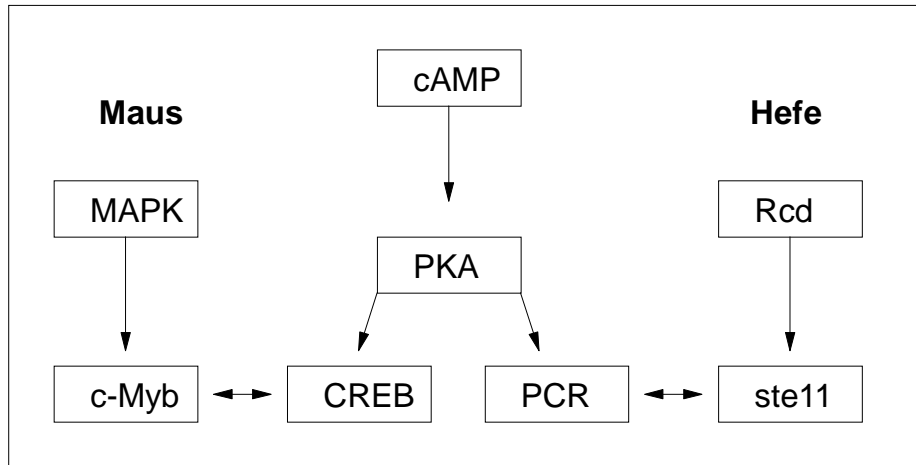 cAMP
Maus
Hefe
MAPK
Rcd
PKA
c-Myb
CREB
PCR
ste11